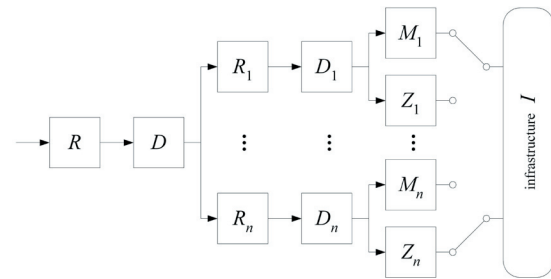 M1
R1
D1
Z1
R
D
infrastructure I
Mn
Rn
Dn
Zn